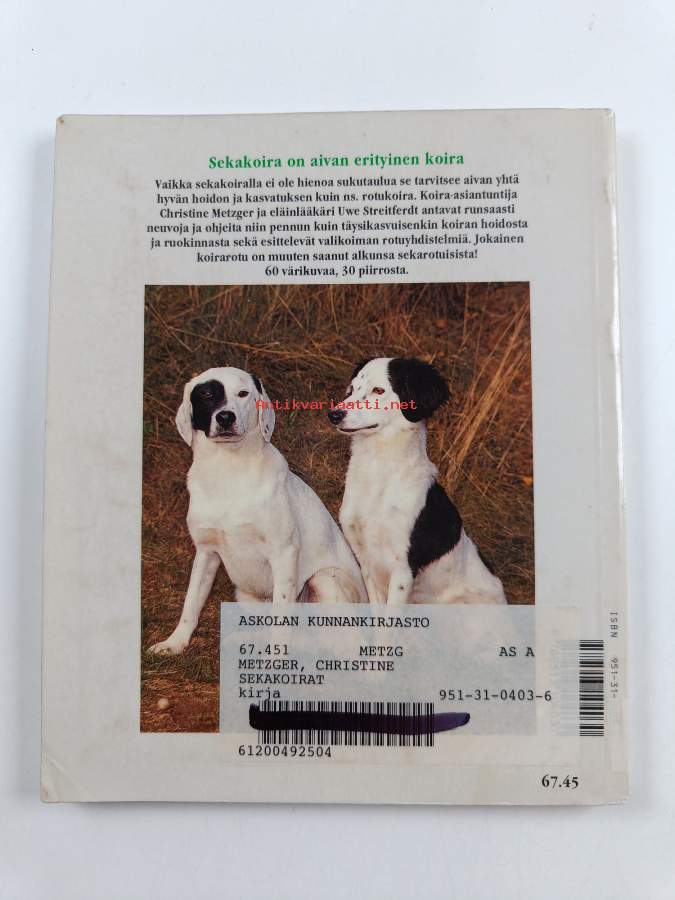 Sekakoira on aivan erityinen koira
Vaikka sekakoiralla ei ole hienoa sukutaulua se tarvitsee aivan yhtä
hyvän hoidon ja kasvatuksen kuin ns. rotukoira. Koira-asiantuntija
Christine Metzger ja eläinlääkäri Uwe Streitferdt antavat runsaasti
neuvoja ja ohjeita niin pennun kuin täysikasvuisenkin koiran hoidosta
ja ruokinnasta sekä esittelevät valikoiman rotuyhdistelmiä. Jokainen
koirarotu on muuten saanut alkunsa sekarotuisista!
60 värikuvaa, 30 piirrosta.
Antikvariaatti.net
ASKOLAN KUNNANKIRJASTO
67.451 METZG AS A
METZGER, CHRISTINE
SEKAKOIRAT
kirja 951-31-0403-6
61200492504
ISBN 951-31-
67.45